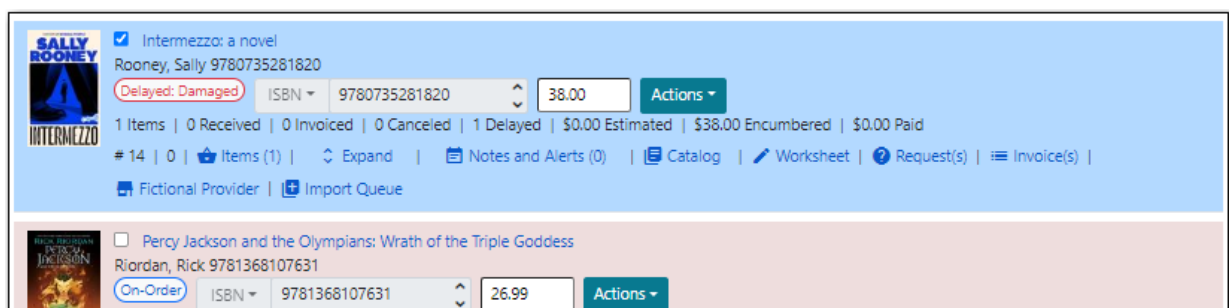 SALLY
ROONEY
INTERMEZZO
Intermezzo: a novel
Rooney, Sally 9780735281820
Delayed: Damaged ISBN 9780735281820 38.00 Actions
1 Items | 0 Received | 0 Invoiced | 0 Canceled | 1 Delayed | $0.00 Estimated | $38.00 Encumbered | $0.00 Paid
# 14 | 0 | Items (1) | Expand | Notes and Alerts (0) | Catalog | Worksheet | Request(s) | Invoice(s) |
Fictional Provider | Import Queue
RICK RIORDAN
PERCY
JACKSON
Percy Jackson and the Olympians: Wrath of the Triple Goddess
Riordan, Rick 9781368107631
On-Order ISBN 9781368107631 26.99 Actions